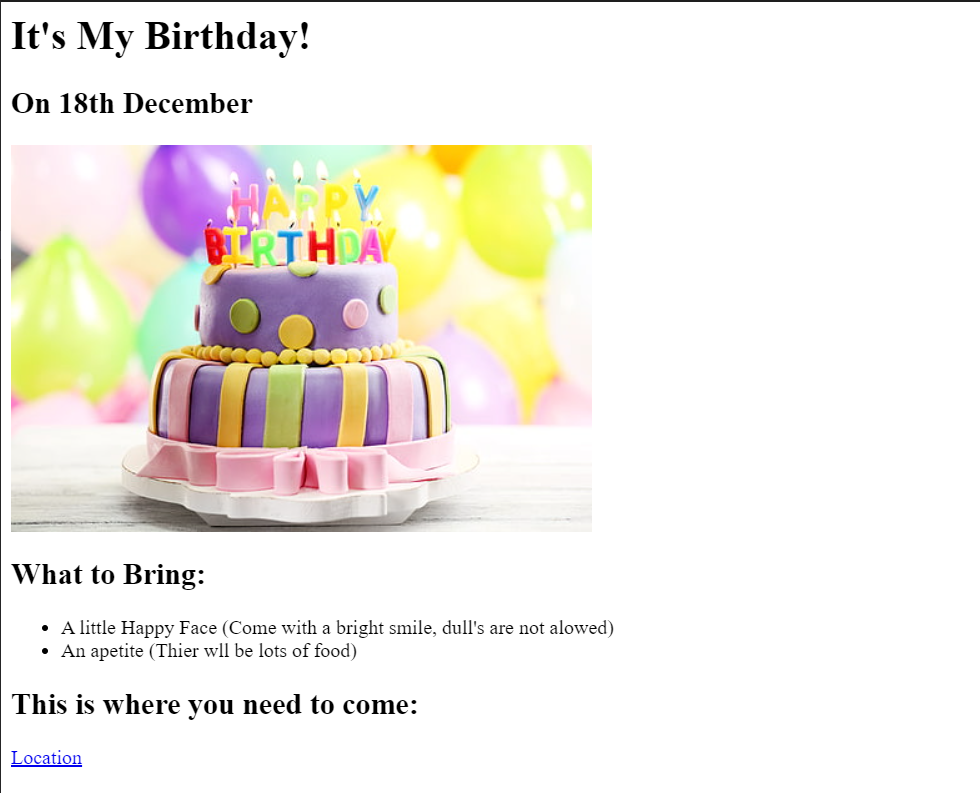 It's My Birthday!
On 18th December
HAPPY
BIRTHDAY
What to Bring:
A little Happy Face (Come with a bright smile, dull's are not alowed)
An apetite (Thier wll be lots of food)
This is where you need to come:
Location